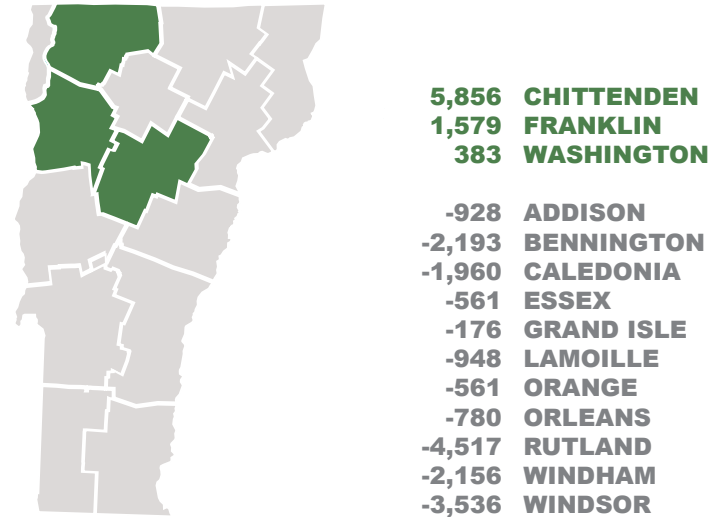 5,856 CHITTENDEN
1,579 FRANKLIN
383 WASHINGTON
-928 ADDISON
-2,193 BENNINGTON
-1,960 CALEDONIA
-561 ESSEX
-176 GRAND ISLE
-948 LAMOILLE
-561 ORANGE
-780 ORLEANS
-4,517 RUTLAND
-2,156 WINDHAM
-3,536 WINDSOR